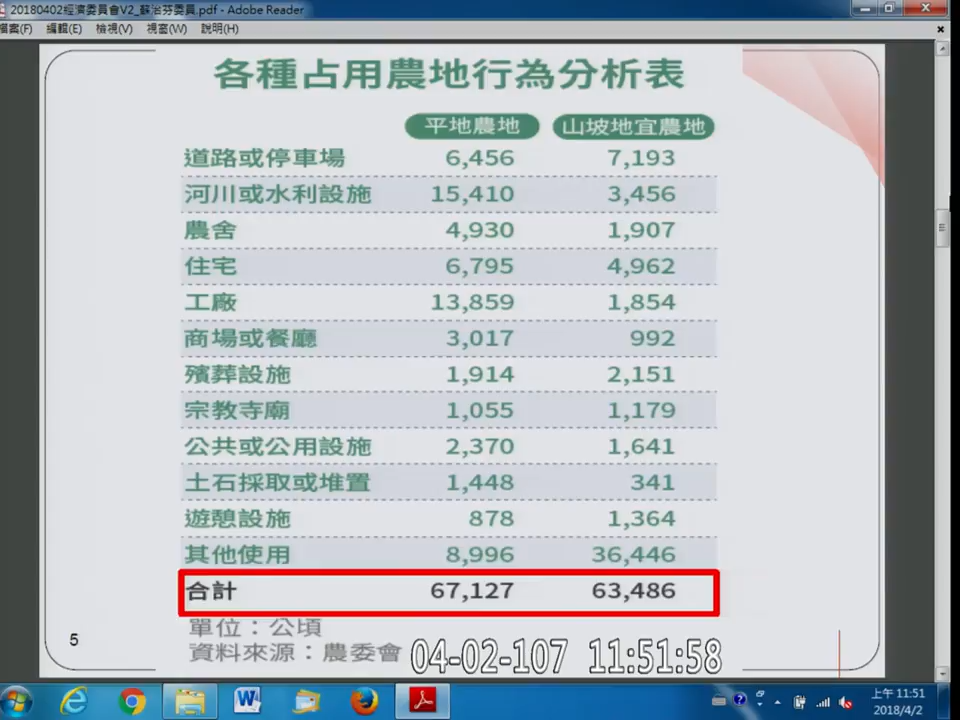 20180402經濟委員會V2_蘇治芬委員.pdf - Adobe Reader
檔案(F) 編輯(E) 檢視(V) 視窗(W) 說明(H)
各種占用農地行為分析表
平地農地 山坡地宜農地
道路或停車場 6,456 7,193
河川或水利設施 15,410 3,456
農舍 4,930 1,907
住宅 6,795 4,962
工廠 13,859 1,854
商場或餐廳 3,017 992
殯葬設施 1,914 2,151
宗教寺廟 1,055 1,179
公共或公用設施 2,370 1,641
土石採取或堆置 1,448 341
遊憩設施 878 1,364
其他使用 8,996 36,446
合計 67,127 63,486
單位：公頃
資料來源：農委會
5
04-02-107 11:51:58
上午 11:51
2018/4/2